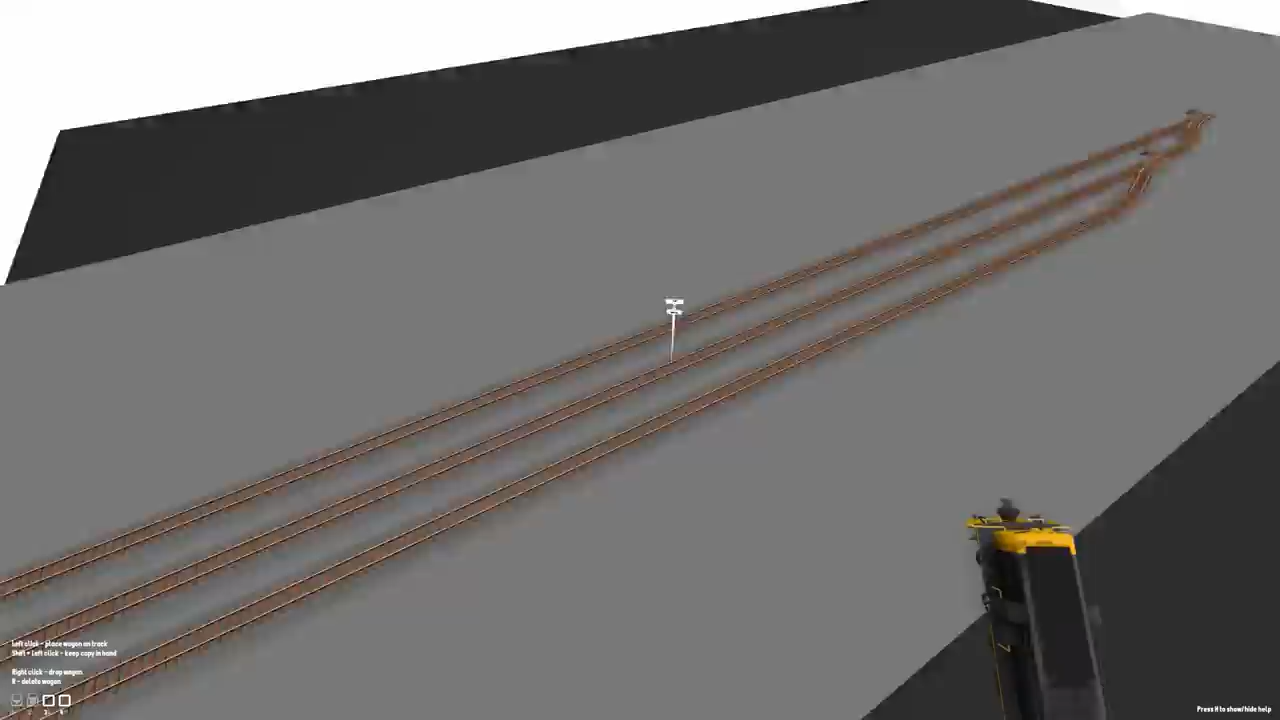 Left click - place wagon on track
Shift + Left click - keep copy in hand
Right click - drop wagon
R - delete wagon
Press H to show/hide help